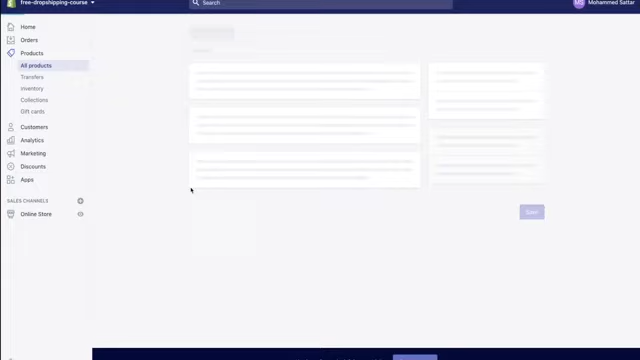 free-dropshipping-course
Search
MS
Mohammed Sattar
Home
Orders
Products
All products
Transfers
Inventory
Collections
Gift cards
Customers
Analytics
Marketing
Discounts
Apps
SALES CHANNELS
Online Store
Save